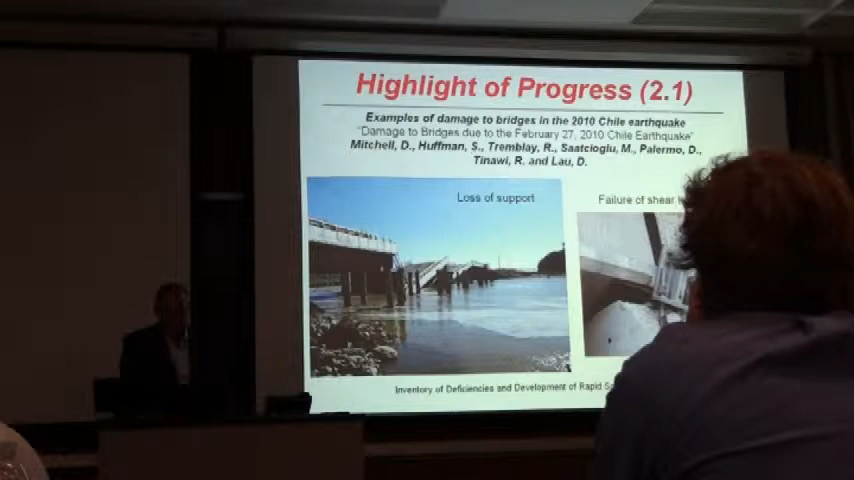 Highlight of Progress (2.1)
Examples of damage to bridges in the 2010 Chile earthquake
"Damage to Bridges due to the February 27, 2010 Chile Earthquake"
Mitchell, D., Huffman, S., Tremblay, R., Saatcioglu, M., Palermo, D.,
Tinawi, R. and Lau, D.
Loss of support
Failure of shear
Inventory of Deficiencies and Development of Rapid